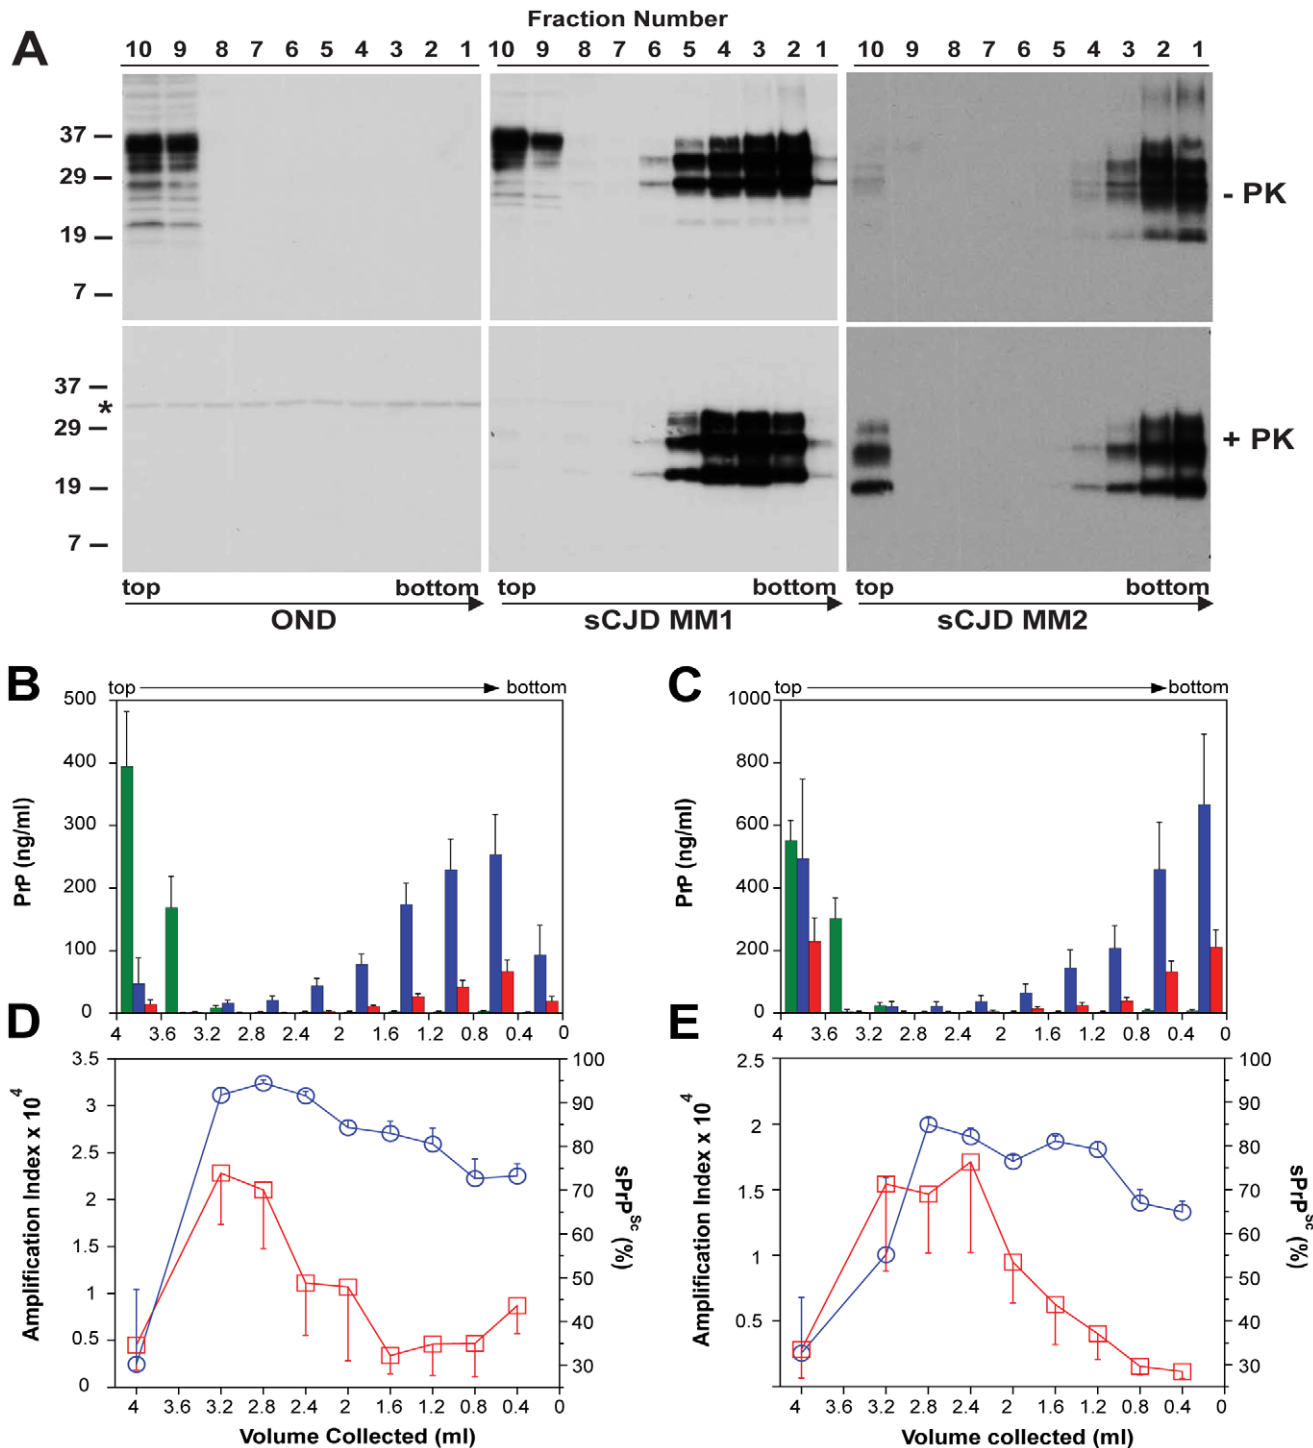 Fraction Number
A
10 9 8 7 6 5 4 3 2 1 10 9 8 7 6 5 4 3 2 1 10 9 8 7 6 5 4 3 2 1
37
29
19
7
- PK
37
*
29
19
7
+ PK
top bottom top bottom top bottom
OND sCJD MM1 sCJD MM2
B
top bottom
500
400
300
200
100
0
PrP (ng/ml)
4 3.6 3.2 2.8 2.4 2 1.6 1.2 0.8 0.4 0
C
top bottom
1000
800
600
400
200
0
PrP (ng/ml)
4 3.6 3.2 2.8 2.4 2 1.6 1.2 0.8 0.4 0
D
3.5
3
2.5
2
1.5
1
0.5
0
Amplification Index x 10⁴
100
90
80
70
60
50
40
30
sPrPSc (%)
4 3.6 3.2 2.8 2.4 2 1.6 1.2 0.8 0.4 0
Volume Collected (ml)
E
2.5
2
1.5
1
0.5
Amplification Index x 10⁴
100
90
80
70
60
50
40
30
sPrPSc (%)
4 3.6 3.2 2.8 2.4 2 1.6 1.2 0.8 0.4 0
Volume collected (ml)